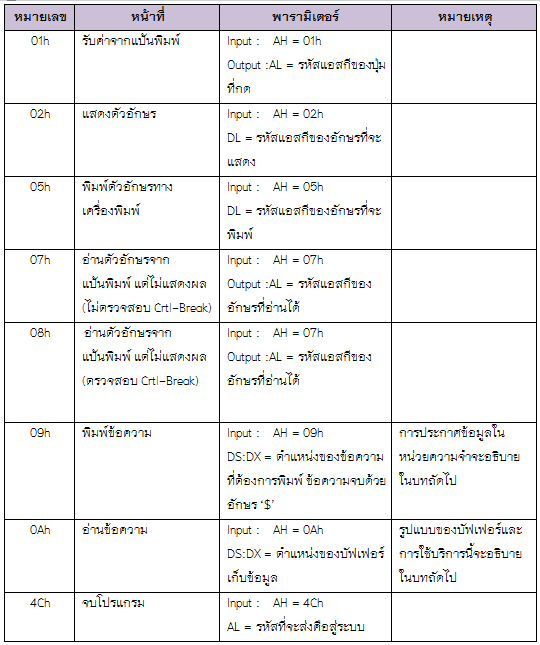 หมายเลข หน้าที่ พารามิเตอร์ หมายเหตุ
01h รับค่าจากแป้นพิมพ์ Input : AH = 01h
Output :AL = รหัสแอสกีของปุ่ม
ที่กด
02h แสดงตัวอักษร Input : AH = 02h
DL = รหัสแอสกีของอักษรที่จะ
แสดง
05h พิมพ์ตัวอักษรทาง Input : AH = 05h
เครื่องพิมพ์ DL = รหัสแอสกีของอักษรที่จะ
พิมพ์
07h อ่านตัวอักษรจาก Input : AH = 07h
แป้นพิมพ์ แต่ไม่แสดงผล Output :AL = รหัสแอสกีของ
(ไม่ตรวจสอบ Crtl-Break) อักษรที่อ่านได้
08h อ่านตัวอักษรจาก Input : AH = 07h
แป้นพิมพ์ แต่ไม่แสดงผล Output :AL = รหัสแอสกีของ
(ตรวจสอบ Crtl-Break) อักษรที่อ่านได้
09h พิมพ์ข้อความ Input : AH = 09h การประกาศข้อมูลใน
DS:DX = ตำแหน่งของข้อความ หน่วยความจำจะอธิบาย
ที่ต้องการพิมพ์ ข้อความจบด้วย ในบทถัดไป
อักษร ‘$’
0Ah อ่านข้อความ Input : AH = 0Ah รูปแบบของบัฟเฟอร์และ
DS:DX = ตำแหน่งของบัฟเฟอร์ การใช้บริการนี้จะอธิบาย
เก็บข้อมูล ในบทถัดไป
4Ch จบโปรแกรม Input : AH = 4Ch
AL = รหัสที่จะส่งคือสู่ระบบ